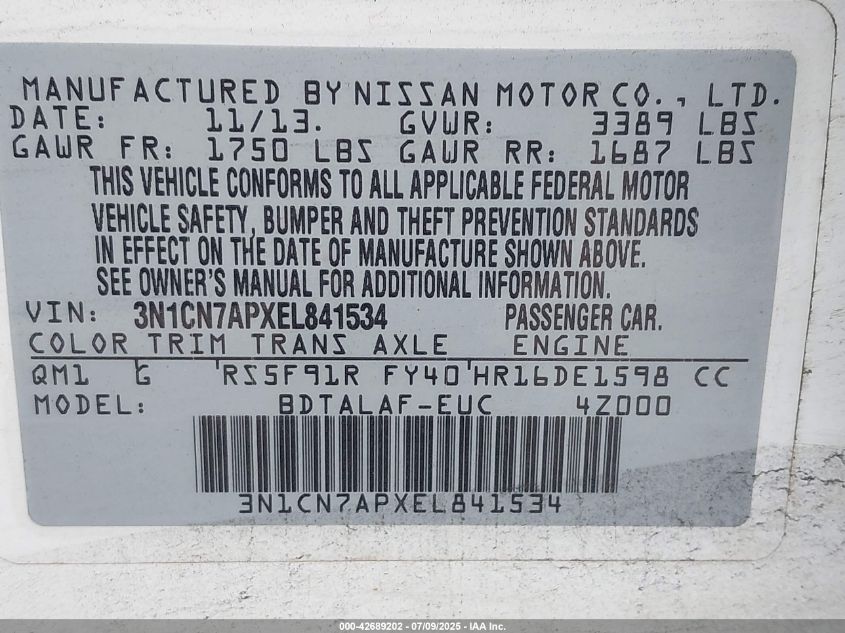 MANUFACTURED BY NISSAN MOTOR CO., LTD.
DATE: 11/13. GVWR: 3389 LBS
GAWR FR: 1750 LBS GAWR RR: 1687 LBS
THIS VEHICLE CONFORMS TO ALL APPLICABLE FEDERAL MOTOR
VEHICLE SAFETY, BUMPER AND THEFT PREVENTION STANDARDS
IN EFFECT ON THE DATE OF MANUFACTURE SHOWN ABOVE.
SEE OWNER'S MANUAL FOR ADDITIONAL INFORMATION.
VIN: 3N1CN7APXEL841534 PASSENGER CAR.
COLOR TRIM TRANS AXLE ENGINE
QM1 G RS5F91R FY40 HR16DE1598 CC
MODEL: BDTALAF-EUC 4Z000
3N1CN7APXEL841534
000-42689202 - 07/09/2025 - IAA Inc.